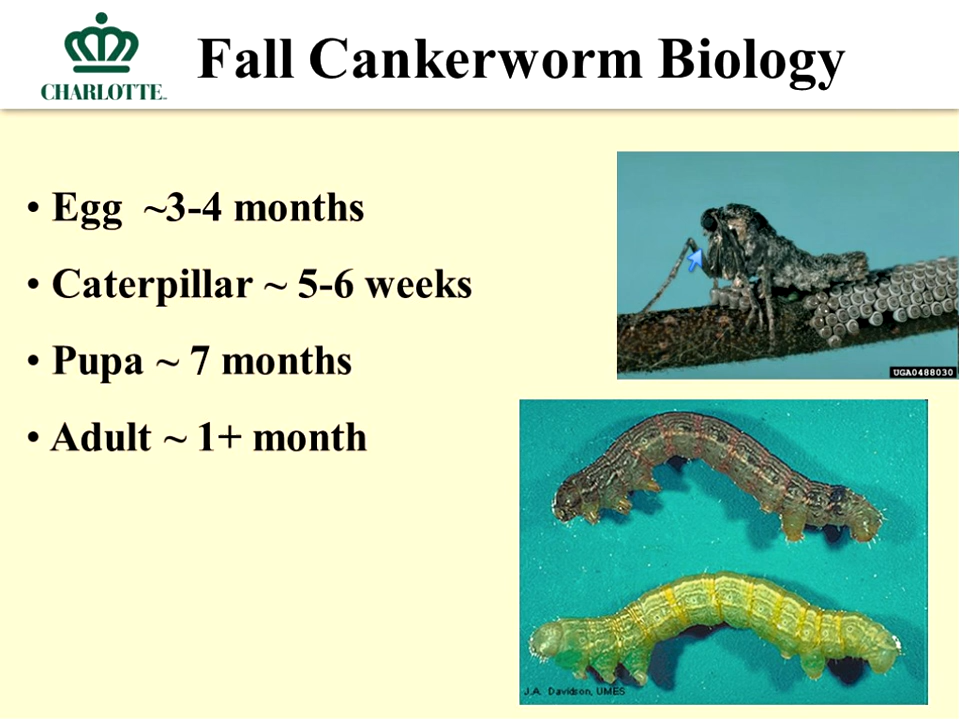 CHARLOTTE™
Fall Cankerworm Biology
• Egg ~3-4 months
• Caterpillar ~ 5-6 weeks
• Pupa ~ 7 months
• Adult ~ 1+ month
UGA0488030
J.A. Davidson, UMES